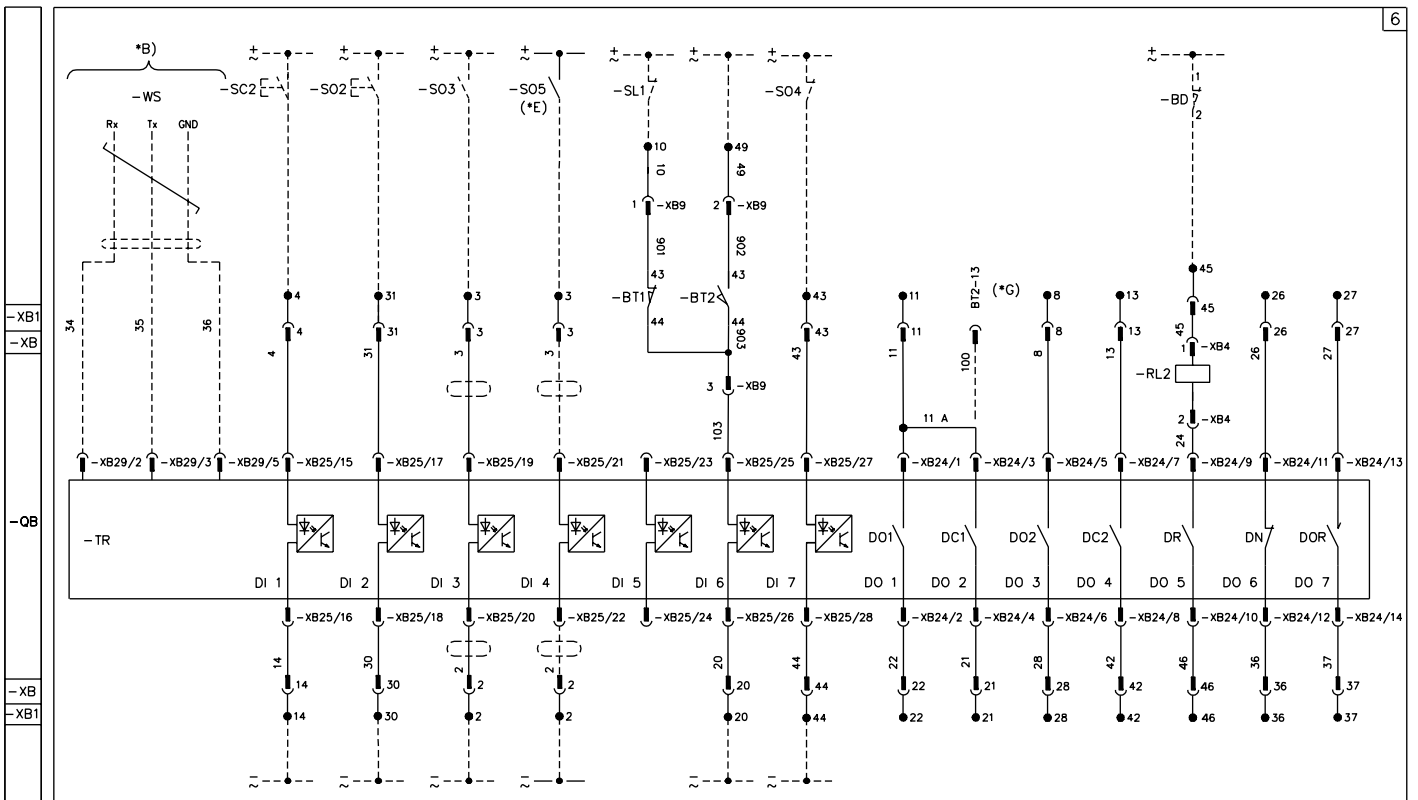 6
*B)
-WS
Rx Tx GND
+ + + + + + + +
~ ~ ~ ~ ~ ~ ~ ~
-SC2 -SO2 -SO3 -SO5 -SL1 -SO4 -BD 1
(*E) 2
10 49
10 49
1 -XB9 2 -XB9
901 902
43 43
-BT1 -BT2
44 44
903
3 -XB9
103
45
4 31 3 3 43 11 BT2-13 (*G) 8 13 45 26 27
-XB1
-XB
34 35 36
4 31 3 3 43 11 8 13 26 27
4 31 3 3 43 11 100 8 13 45 26 27
1 -XB4
-RL2
2 -XB4
24
11 A
-XB29/2 -XB29/3 -XB29/5 -XB25/15 -XB25/17 -XB25/19 -XB25/21 -XB25/23 -XB25/25 -XB25/27 -XB24/1 -XB24/3 -XB24/5 -XB24/7 -XB24/9 -XB24/11 -XB24/13
-QB
-TR
DO1 DC1 DO2 DC2 DR DN DOR
DI 1 DI 2 DI 3 DI 4 DI 5 DI 6 DI 7 DO 1 DO 2 DO 3 DO 4 DO 5 DO 6 DO 7
-XB25/16 -XB25/18 -XB25/20 -XB25/22 -XB25/24 -XB25/26 -XB25/28 -XB24/2 -XB24/4 -XB24/6 -XB24/8 -XB24/10 -XB24/12 -XB24/14
14 30 2 2 20 44 22 21 28 42 46 36 37
-XB
14 30 2 2 20 44 22 21 28 42 46 36 37
-XB1
14 30 2 2 20 44 22 21 28 42 46 36 37
- - - - - -
~ ~ ~ ~ ~ ~